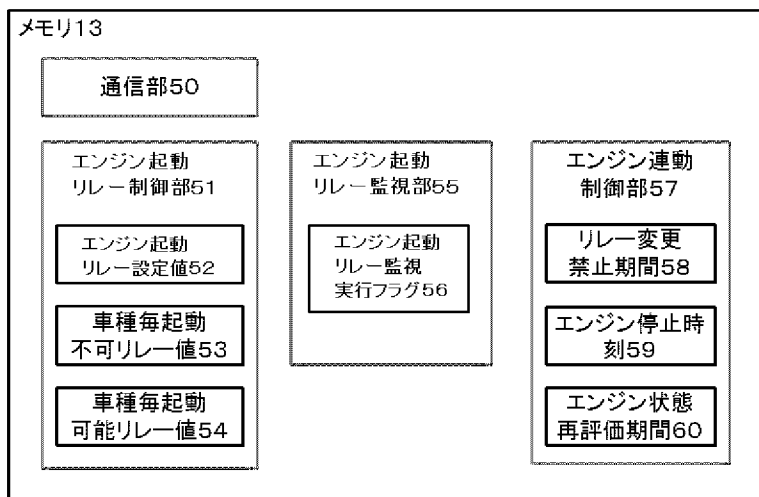 メモリ13
通信部50
エンジン起動
リレー制御部51
エンジン起動
リレー設定値52
車種毎起動
不可リレー値53
車種毎起動
可能リレー値54
エンジン起動
リレー監視部55
エンジン起動
リレー監視
実行フラグ56
エンジン連動
制御部57
リレー変更
禁止期間58
エンジン停止時
刻59
エンジン状態
再評価期間60